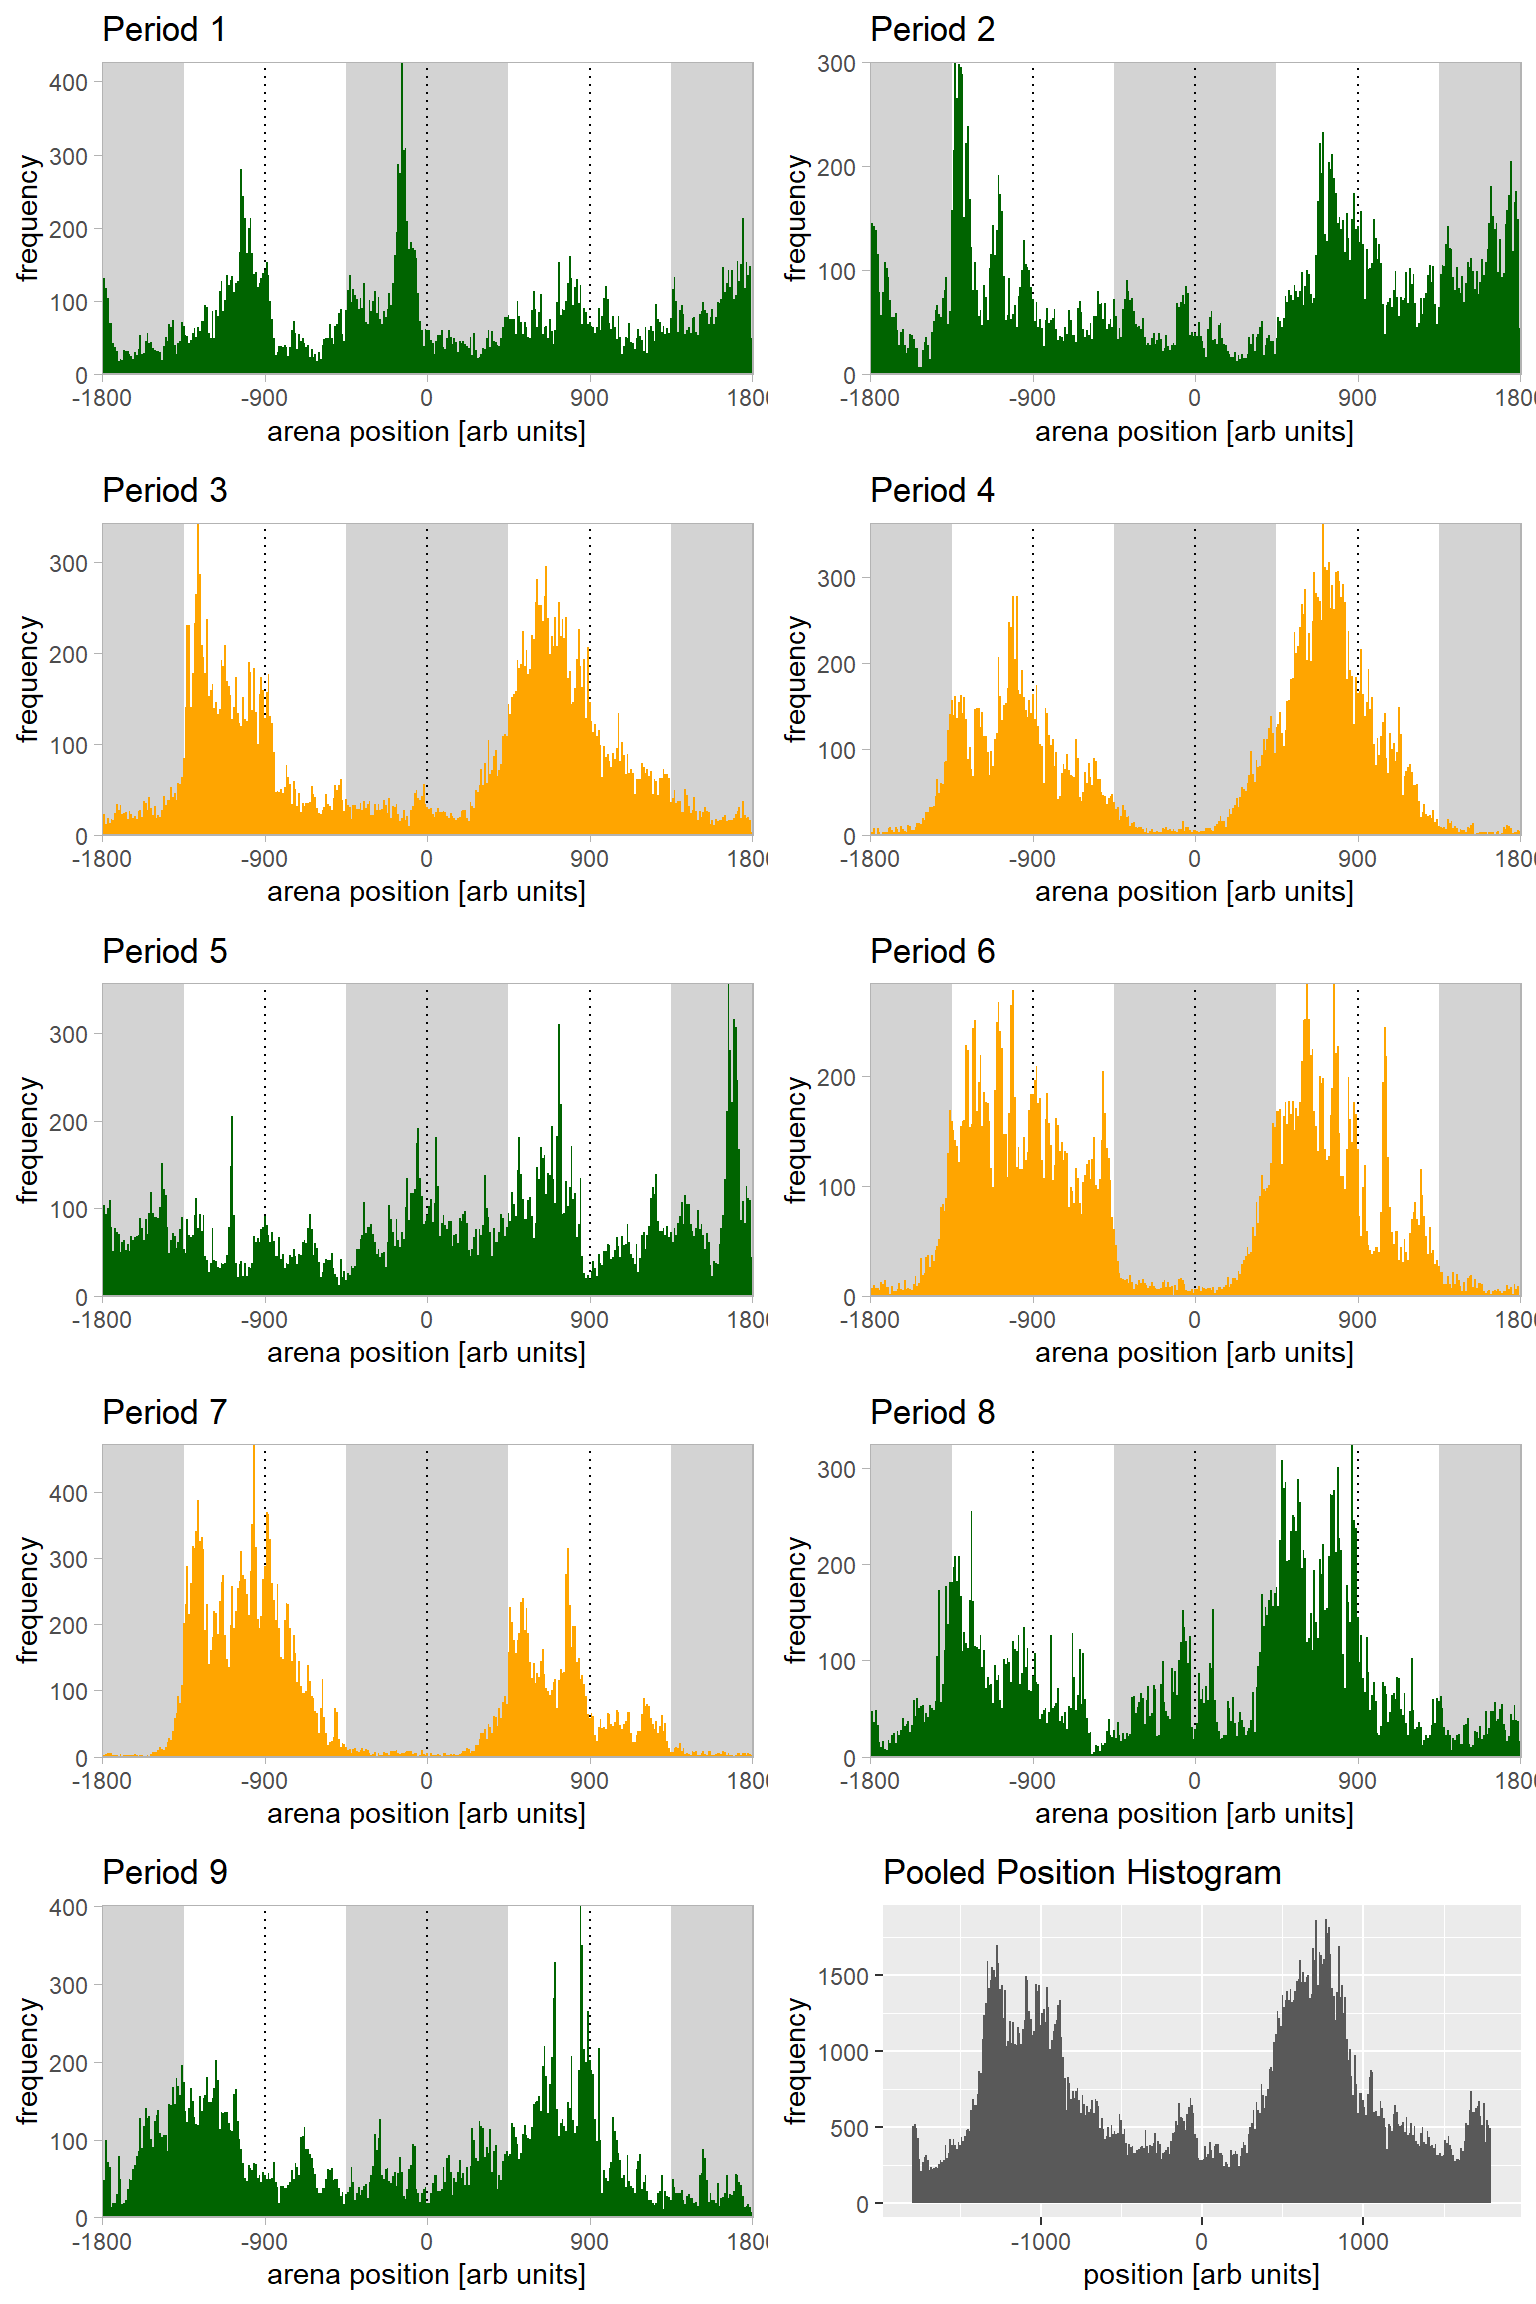 Period 1
400
300
200
100
0
frequency
-1800 -900 0 900 180
arena position [arb units]
Period 2
300
200
100
0
frequency
-1800 -900 0 900 180
arena position [arb units]
Period 3
300
200
100
0
frequency
-1800 -900 0 900 180
arena position [arb units]
Period 4
300
200
100
0
frequency
-1800 -900 0 900 180
arena position [arb units]
Period 5
300
200
100
0
frequency
-1800 -900 0 900 180
arena position [arb units]
Period 6
200
100
0
frequency
-1800 -900 0 900 180
arena position [arb units]
Period 7
400
300
200
100
0
frequency
-1800 -900 0 900 180
arena position [arb units]
Period 8
300
200
100
0
frequency
-1800 -900 0 900 180
arena position [arb units]
Period 9
400
300
200
100
0
frequency
-1800 -900 0 900 180
arena position [arb units]
Pooled Position Histogram
1500
1000
500
0
frequency
-1000 0 1000
position [arb units]